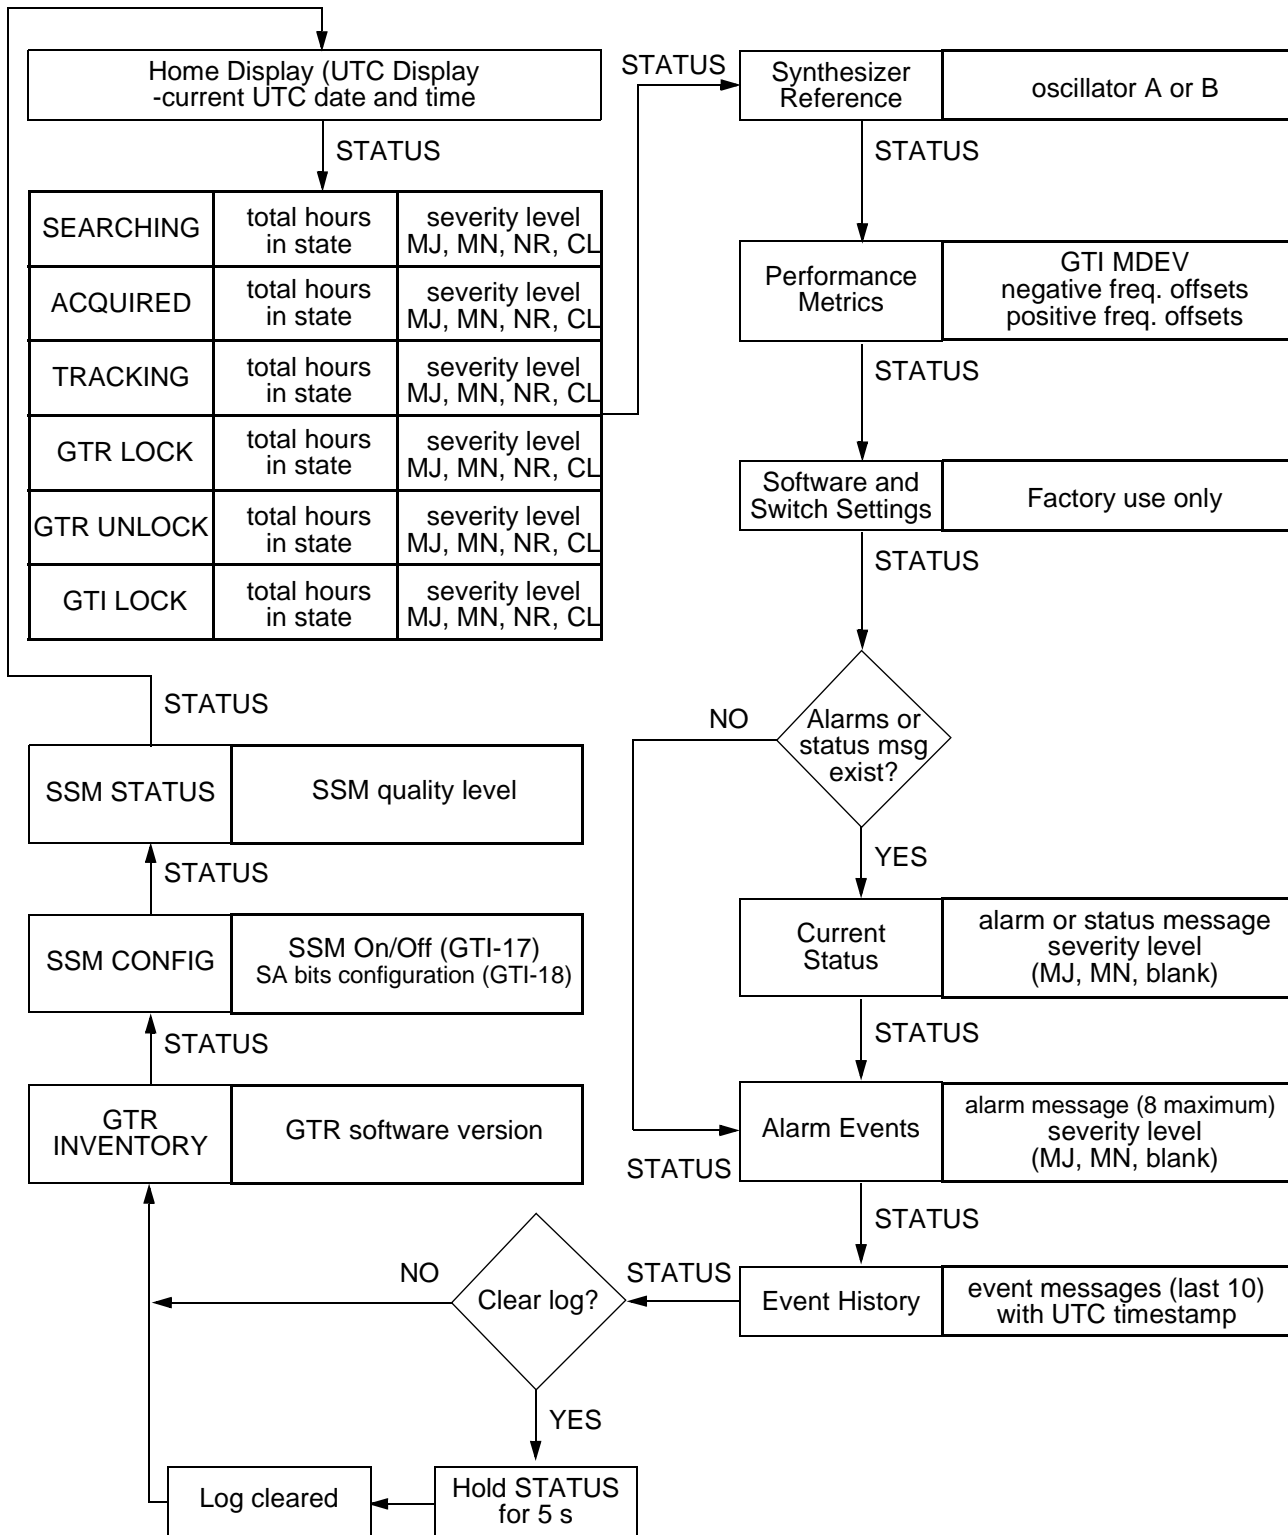 Home Display (UTC Display
-current UTC date and time
STATUS
SEARCHING
total hours
in state
severity level
MJ, MN, NR, CL
ACQUIRED
total hours
in state
severity level
MJ, MN, NR, CL
TRACKING
total hours
in state
severity level
MJ, MN, NR, CL
GTR LOCK
total hours
in state
severity level
MJ, MN, NR, CL
GTR UNLOCK
total hours
in state
severity level
MJ, MN, NR, CL
GTI LOCK
total hours
in state
severity level
MJ, MN, NR, CL
STATUS
Synthesizer
Reference
oscillator A or B
STATUS
Performance
Metrics
GTI MDEV
negative freq. offsets
positive freq. offsets
STATUS
Software and
Switch Settings
Factory use only
STATUS
Alarms or
status msg
exist?
NO
YES
Current
Status
alarm or status message
severity level
(MJ, MN, blank)
STATUS
Alarm Events
alarm message (8 maximum)
severity level
(MJ, MN, blank)
STATUS
STATUS
Event History
event messages (last 10)
with UTC timestamp
STATUS
Clear log?
NO
YES
Hold STATUS
for 5 s
Log cleared
GTR
INVENTORY
GTR software version
STATUS
SSM CONFIG
SSM On/Off (GTI-17)
SA bits configuration (GTI-18)
STATUS
SSM STATUS
SSM quality level
STATUS